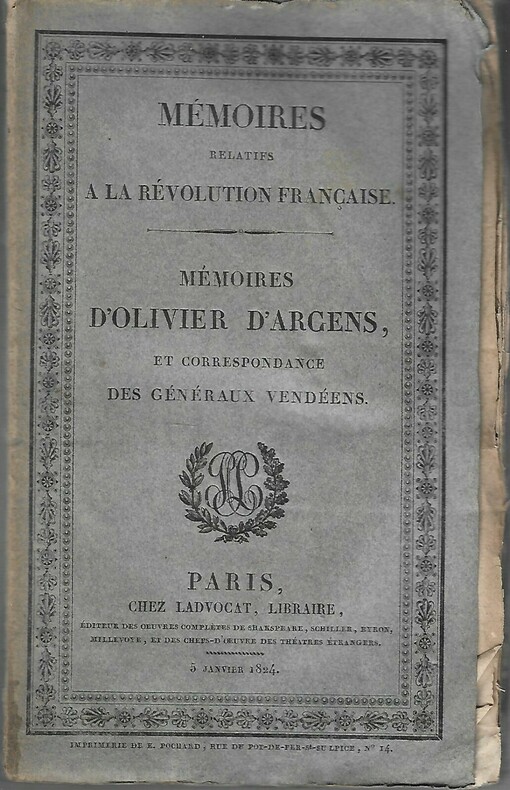 MÉMOIRES
RELATIFS
A LA RÉVOLUTION FRANÇAISE.
MÉMOIRES
D'OLIVIER D'ARGENS,
ET CORRESPONDANCE
DES GÉNÉRAUX VENDÉENS.
PARIS,
CHEZ LADVOCAT, LIBRAIRE,
ÉDITEUR DES OEUVRES COMPLÈTES DE SHAKSPEARE, SCHILLER, BYRON,
MILLEVOYE, ET DES CHEFS-D'OEUVRE DES THÉATRES ÉTRANGERS.
5 JANVIER 1824.
IMPRIMERIE DE E. POCHARD, RUE DU POT-DE-FER-St-SULPICE, No 14.